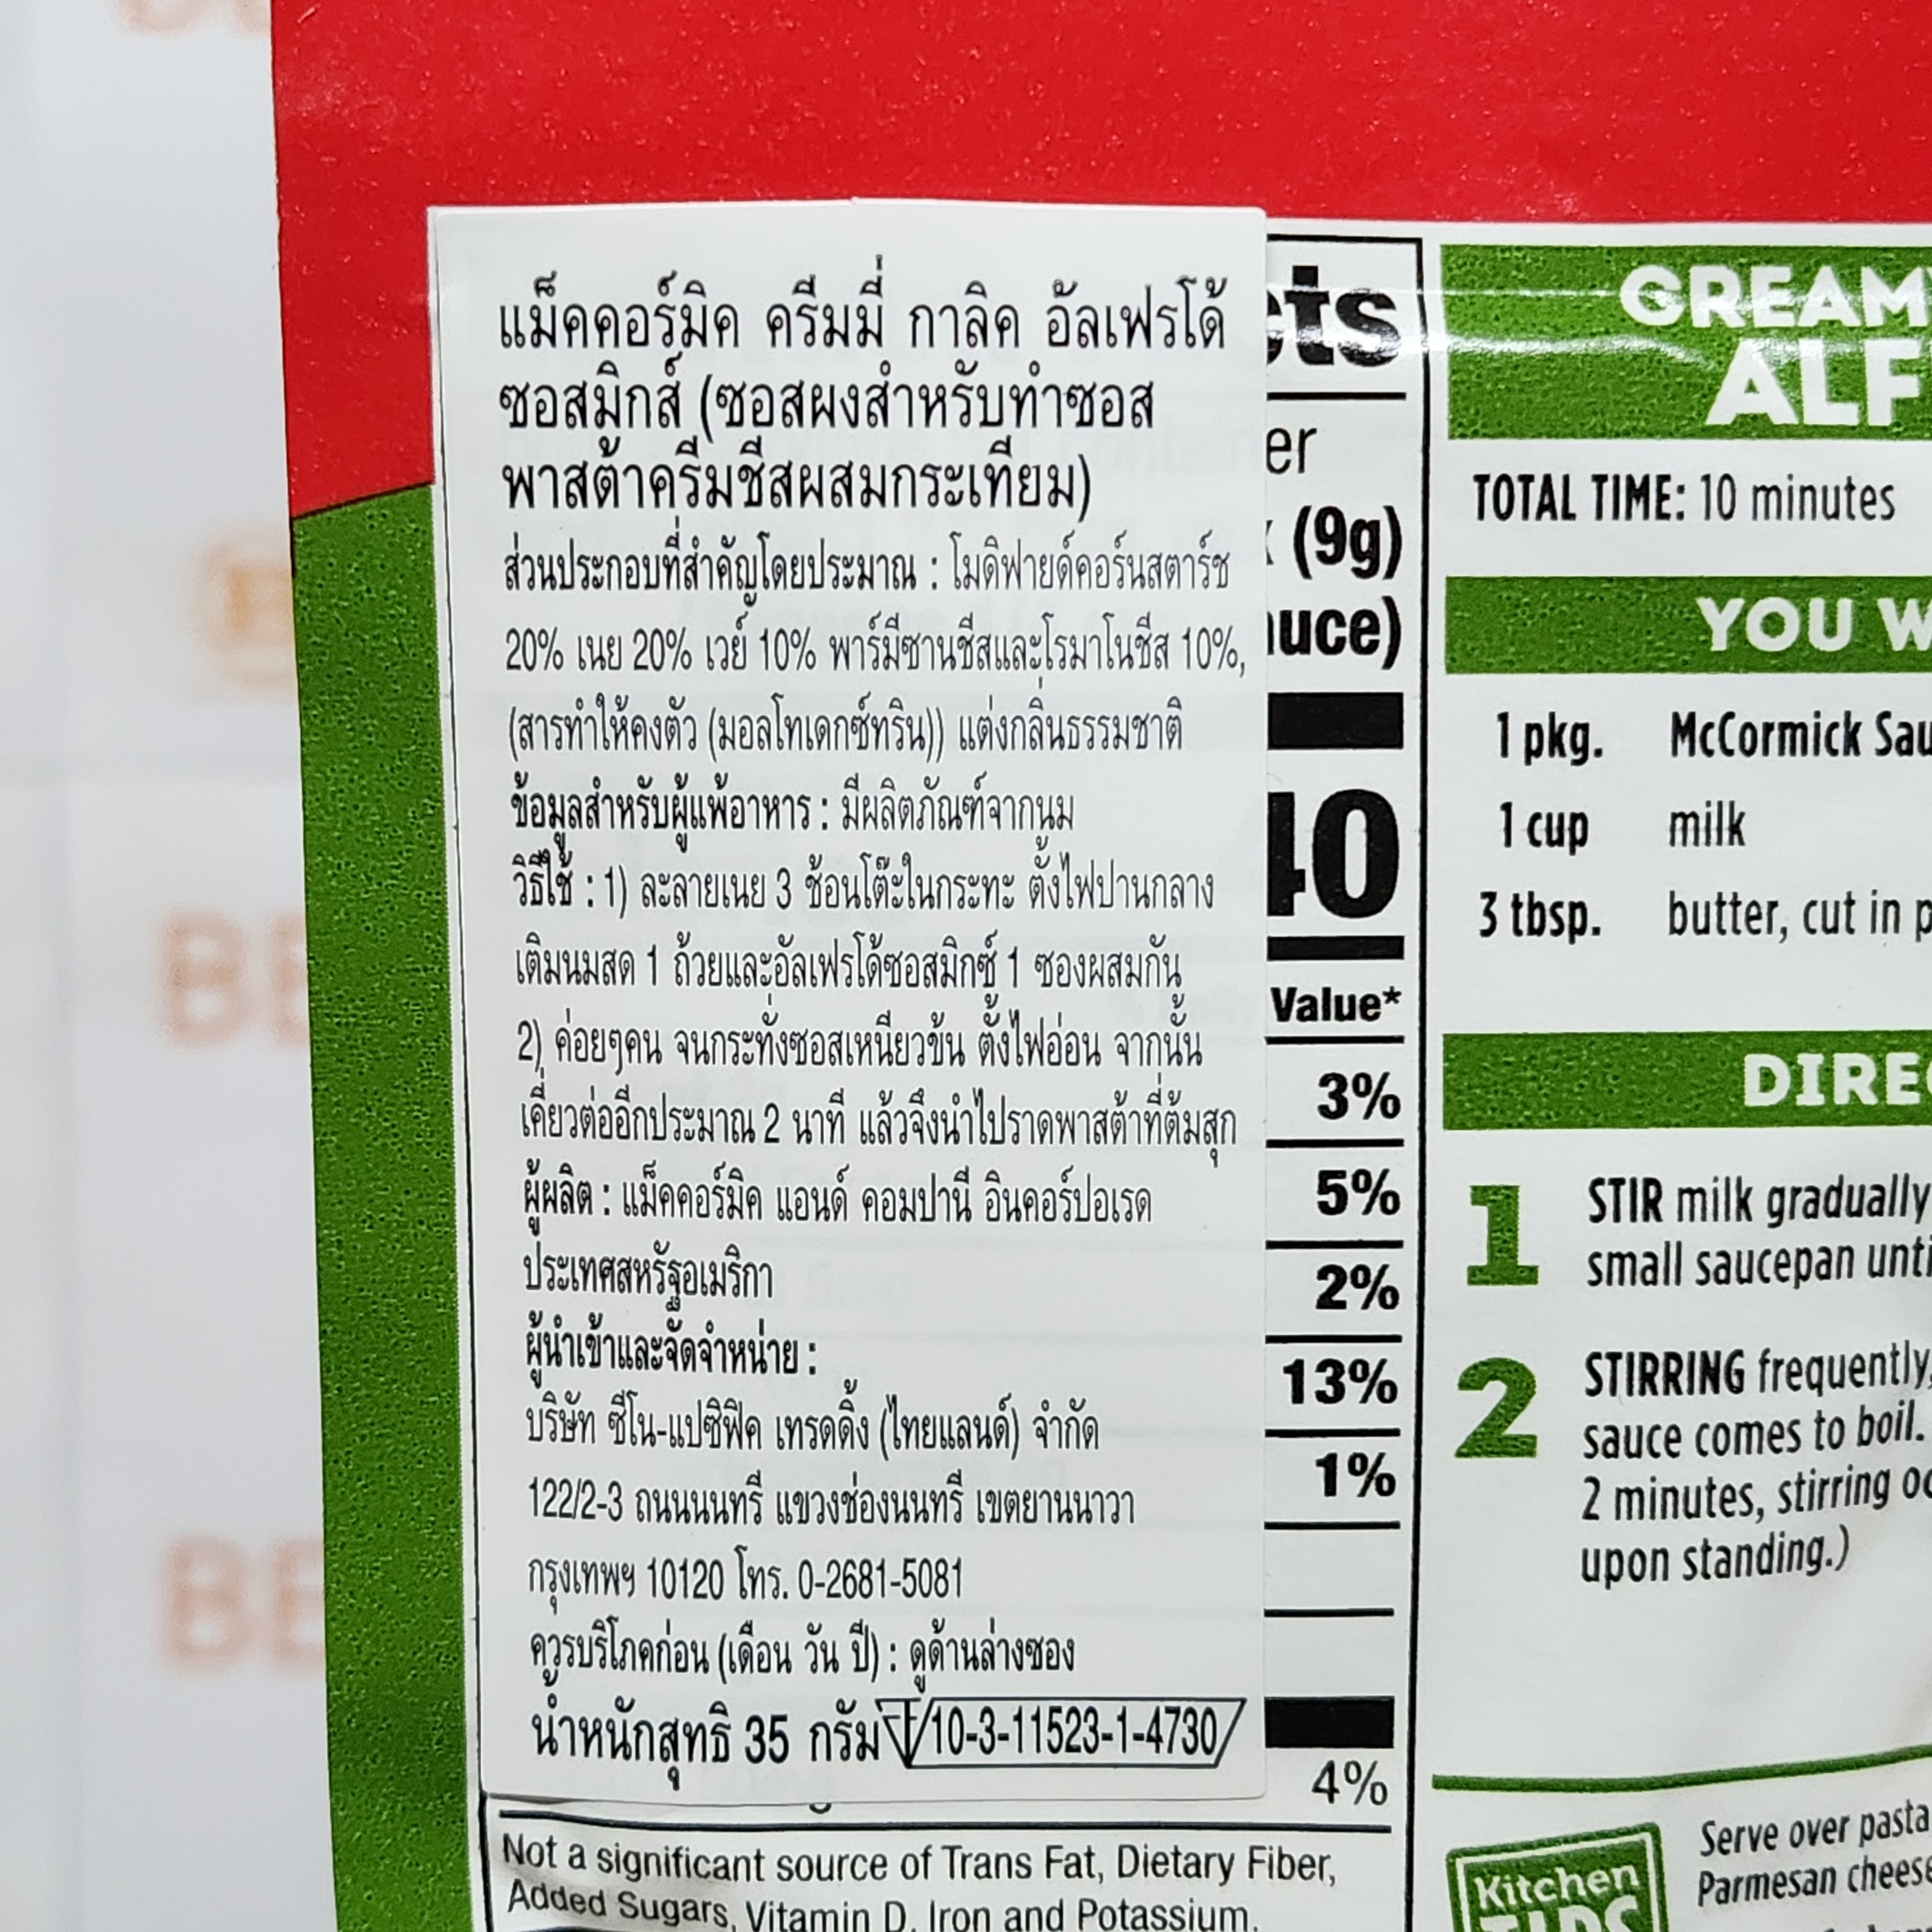 แม็คคอร์มิค ครีมมี่ กาลิค อัลเฟรโด้
ซอสมิกส์ (ซอสผงสำหรับทำซอส
พาสต้าครีมชีสผสมกระเทียม)
ส่วนประกอบที่สำคัญโดยประมาณ : โมดิฟายด์คอร์นสตาร์ช
20% เนย 20% เวย์ 10% พาร์มีซานชีสและโรมาโนชีส 10%,
(สารทำให้คงตัว (มอลโทเดกซ์ทริน)) แต่งกลิ่นธรรมชาติ
ข้อมูลสำหรับผู้แพ้อาหาร : มีผลิตภัณฑ์จากนม
วิธีใช้ : 1) ละลายเนย 3 ช้อนโต๊ะในกระทะ ตั้งไฟปานกลาง
เติมนมสด 1 ถ้วยและอัลเฟรโด้ซอสมิกซ์ 1 ซองผสมกัน
2) ค่อยๆคน จนกระทั่งซอสเหนียวข้น ตั้งไฟอ่อน จากนั้น
เคี่ยวต่ออีกประมาณ 2 นาที แล้วจึงนำไปราดพาสต้าที่ต้มสุก
ผู้ผลิต : แม็คคอร์มิค แอนด์ คอมปานี อินคอร์ปอเรด
ประเทศสหรัฐอเมริกา
ผู้นำเข้าและจัดจำหน่าย :
บริษัท ซีโน-แปซิฟิค เทรดดิ้ง (ไทยแลนด์) จำกัด
122/2-3 ถนนนนทรี แขวงช่องนนทรี เขตยานนาวา
กรุงเทพฯ 10120 โทร. 0-2681-5081
ควรบริโภคก่อน (เดือน วัน ปี) : ดูด้านล่างซอง
น้ำหนักสุทธิ 35 กรัม 10-3-11523-1-4730
cts
er
(9g)
auce)
40
Value*
3%
5%
2%
13%
1%
4%
Not a significant source of Trans Fat, Dietary Fiber,
Added Sugars, Vitamin D, Iron and Potassium.
CREAM
ALF
TOTAL TIME: 10 minutes
YOU W
1 pkg. McCormick Sau
1 cup milk
3 tbsp. butter, cut in p
DIREC
1 STIR milk gradually
small saucepan unti
2 STIRRING frequently,
sauce comes to boil.
2 minutes, stirring oc
upon standing.)
Kitchen
TIPS
Serve over pasta
Parmesan cheese